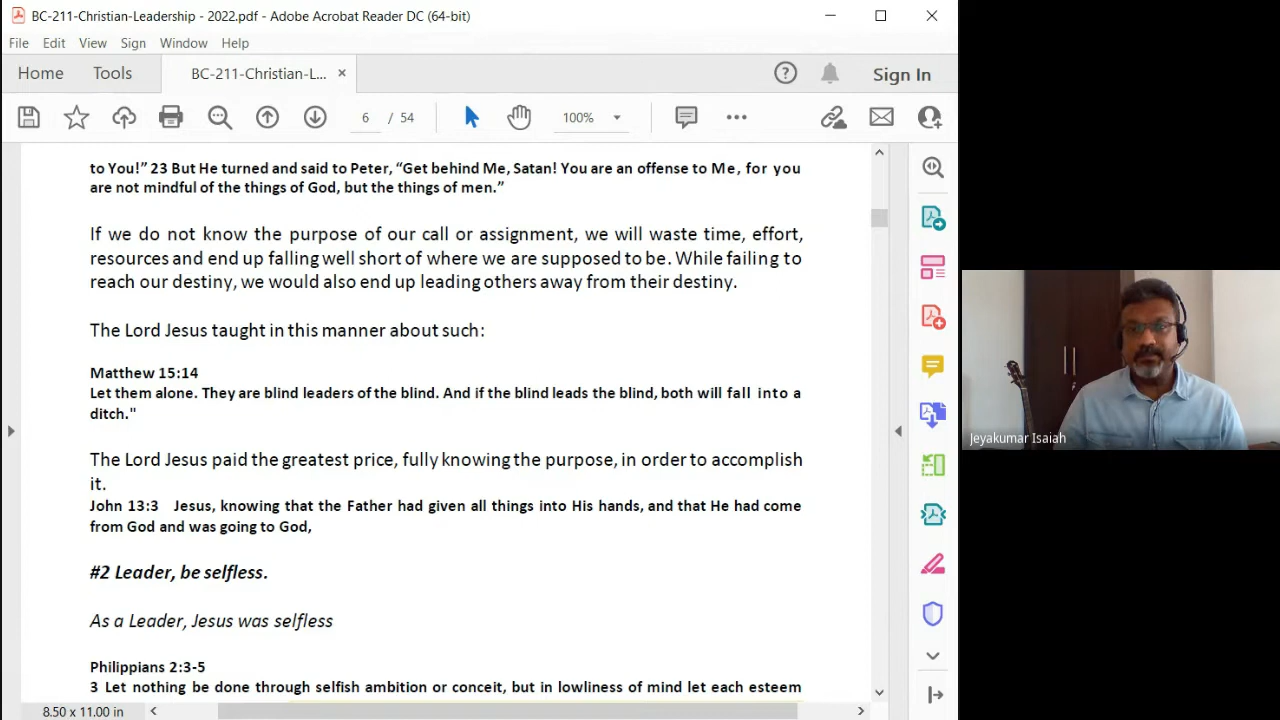 BC-211-Christian-Leadership - 2022.pdf - Adobe Acrobat Reader DC (64-bit)
File Edit View Sign Window Help
Home Tools BC-211-Christian-L... Sign In
6 / 54 100%
to You!” 23 But He turned and said to Peter, “Get behind Me, Satan! You are an offense to Me, for you
are not mindful of the things of God, but the things of men.”
If we do not know the purpose of our call or assignment, we will waste time, effort,
resources and end up falling well short of where we are supposed to be. While failing to
reach our destiny, we would also end up leading others away from their destiny.
The Lord Jesus taught in this manner about such:
Matthew 15:14
Let them alone. They are blind leaders of the blind. And if the blind leads the blind, both will fall into a
ditch."
The Lord Jesus paid the greatest price, fully knowing the purpose, in order to accomplish
it.
John 13:3 Jesus, knowing that the Father had given all things into His hands, and that He had come
from God and was going to God,
#2 Leader, be selfless.
As a Leader, Jesus was selfless
Philippians 2:3-5
3 Let nothing be done through selfish ambition or conceit, but in lowliness of mind let each esteem
8.50 x 11.00 in
Jeyakumar Isaiah